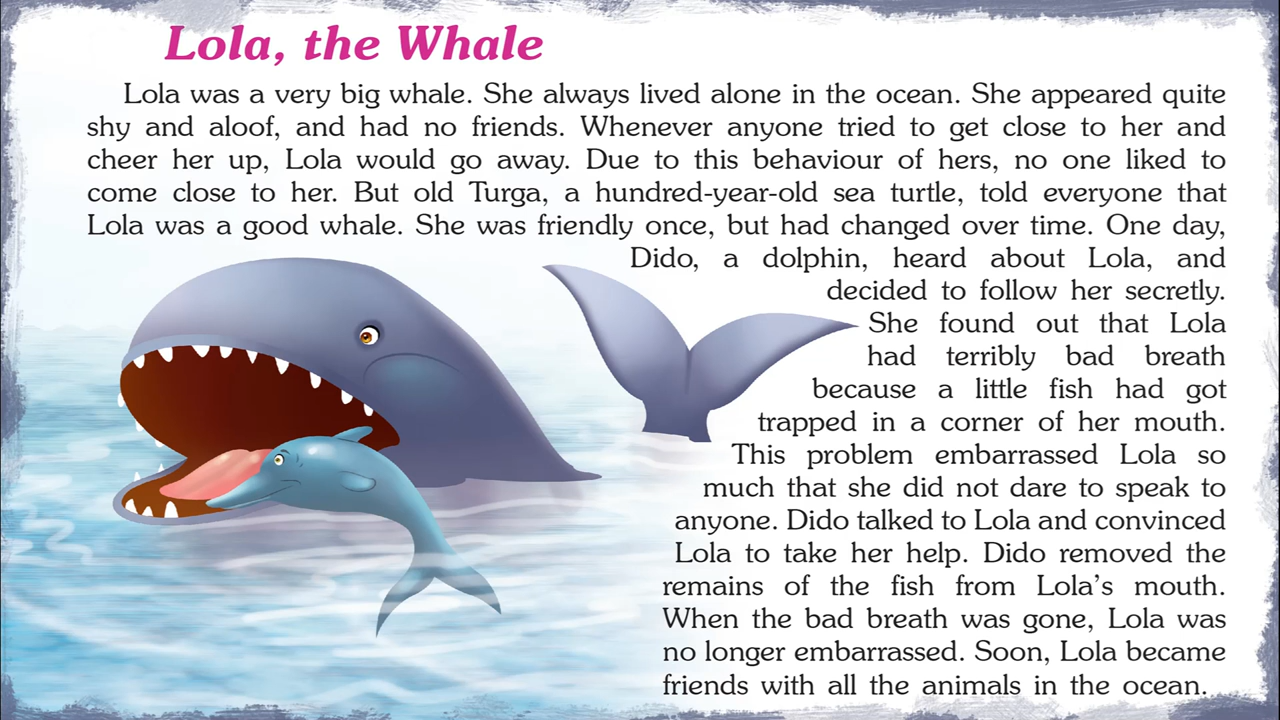 Lola, the Whale
Lola was a very big whale. She always lived alone in the ocean. She appeared quite
shy and aloof, and had no friends. Whenever anyone tried to get close to her and
cheer her up, Lola would go away. Due to this behaviour of hers, no one liked to
come close to her. But old Turga, a hundred-year-old sea turtle, told everyone that
Lola was a good whale. She was friendly once, but had changed over time. One day,
Dido, a dolphin, heard about Lola, and
decided to follow her secretly.
She found out that Lola
had terribly bad breath
because a little fish had got
trapped in a corner of her mouth.
This problem embarrassed Lola so
much that she did not dare to speak to
anyone. Dido talked to Lola and convinced
Lola to take her help. Dido removed the
remains of the fish from Lola's mouth.
When the bad breath was gone, Lola was
no longer embarrassed. Soon, Lola became
friends with all the animals in the ocean.